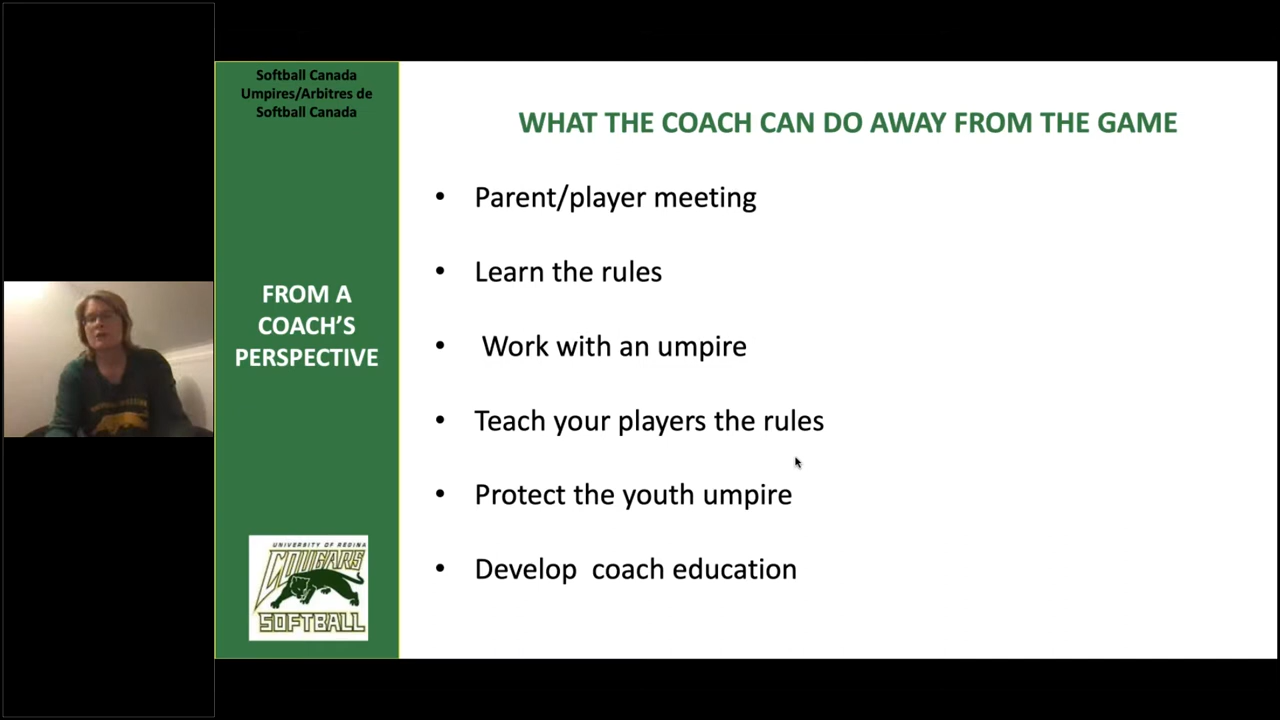 Softball Canada
Umpires/Arbitres de
Softball Canada
FROM A
COACH'S
PERSPECTIVE
UNIVERSITY OF REGINA
COUGARS
SOFTBALL
WHAT THE COACH CAN DO AWAY FROM THE GAME
• Parent/player meeting
• Learn the rules
• Work with an umpire
• Teach your players the rules
• Protect the youth umpire
• Develop coach education